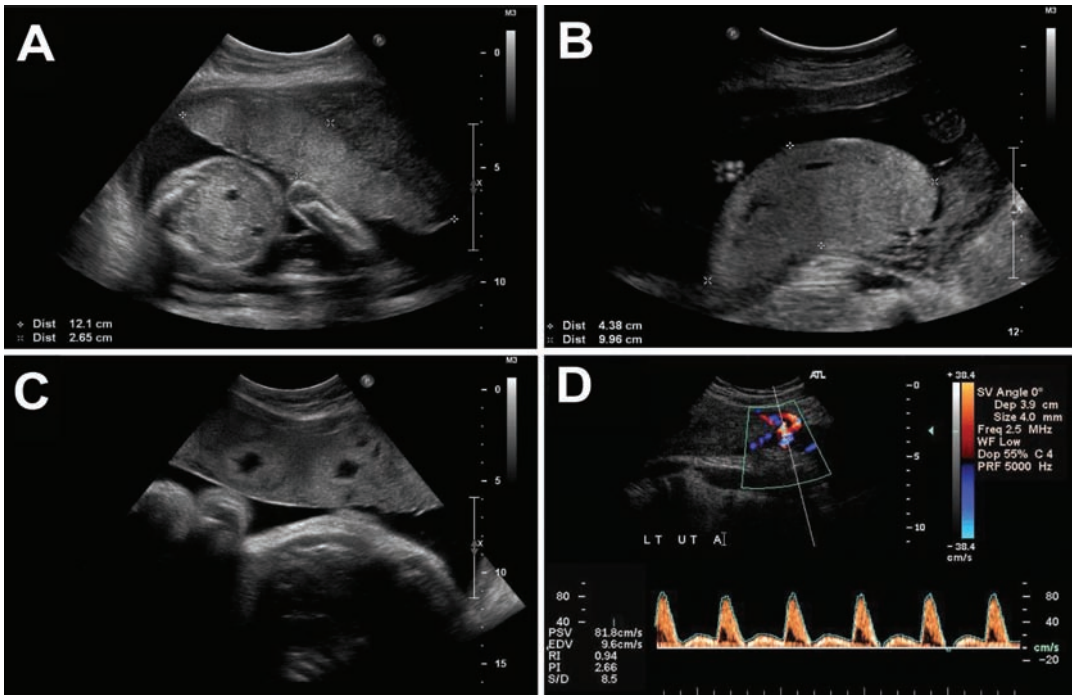 A
M3
0
5
X
10
Dist 12.1 cm
Dist 2.65 cm
B
M3
12
Dist 4.38 cm
Dist 9.96 cm
C
M3
0
5
X
10
15
D
ATL
+ 38.4
- 38.4
cm/s
0
5
10
SV Angle 0°
Dep 3.9 cm
Size 4.0 mm
Freq 2.5 MHz
WF Low
Dop 55% C 4
PRF 5000 Hz
LT UT A
80
40
PSV 81.8cm/s
EDV 9.6cm/s
RI 0.94
PI 2.66
S/D 8.5
80
40
cm/s
-20